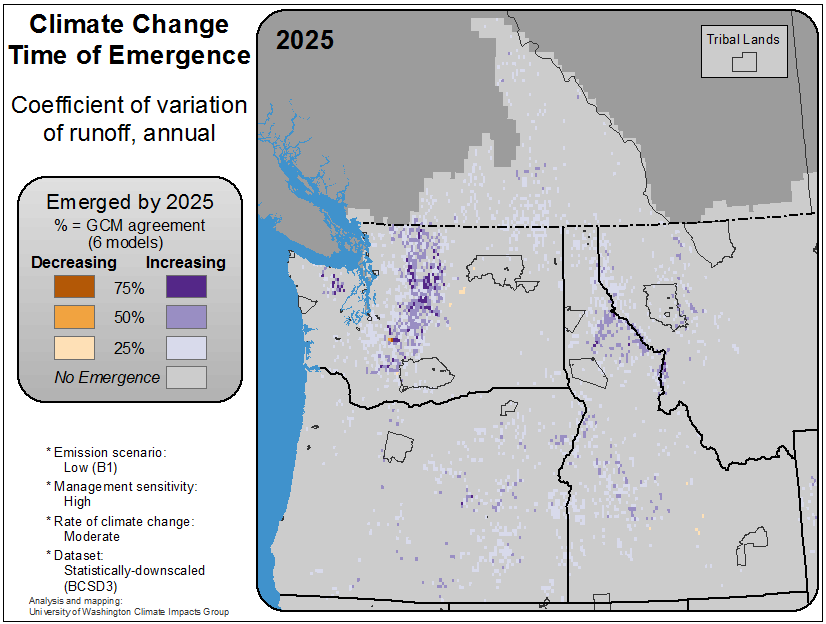 Climate Change
Time of Emergence
Coefficient of variation
of runoff, annual
Emerged by 2025
% = GCM agreement
(6 models)
Decreasing Increasing
75%
50%
25%
No Emergence
* Emission scenario:
Low (B1)
* Management sensitivity:
High
* Rate of climate change:
Moderate
* Dataset:
Statistically-downscaled
(BCSD3)
Analysis and mapping:
University of Washington Climate Impacts Group
2025
Tribal Lands